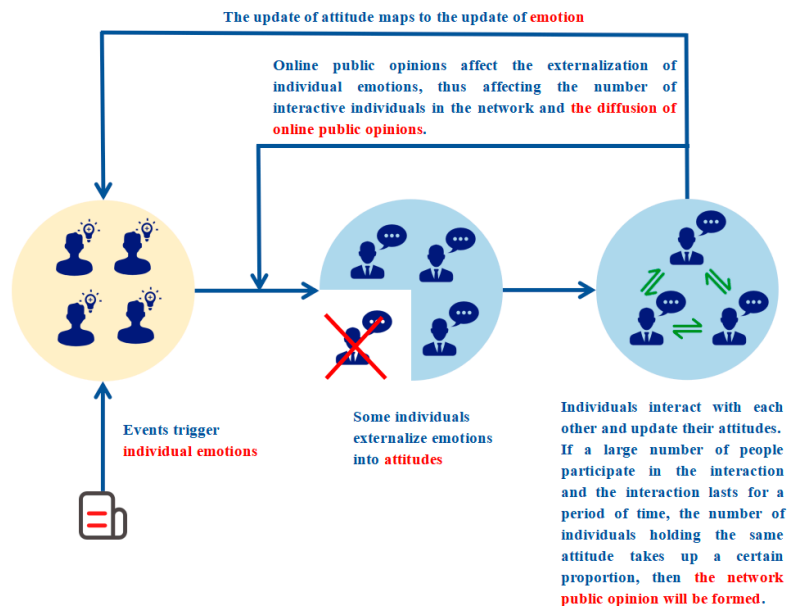 The update of attitude maps to the update of emotion
Online public opinions affect the externalization of
individual emotions, thus affecting the number of
interactive individuals in the network and the diffusion of
online public opinions.
Events trigger
individual emotions
Some individuals
externalize emotions
into attitudes
Individuals interact with each
other and update their attitudes.
If a large number of people
participate in the interaction
and the interaction lasts for a
period of time, the number of
individuals holding the same
attitude takes up a certain
proportion, then the network
public opinion will be formed.